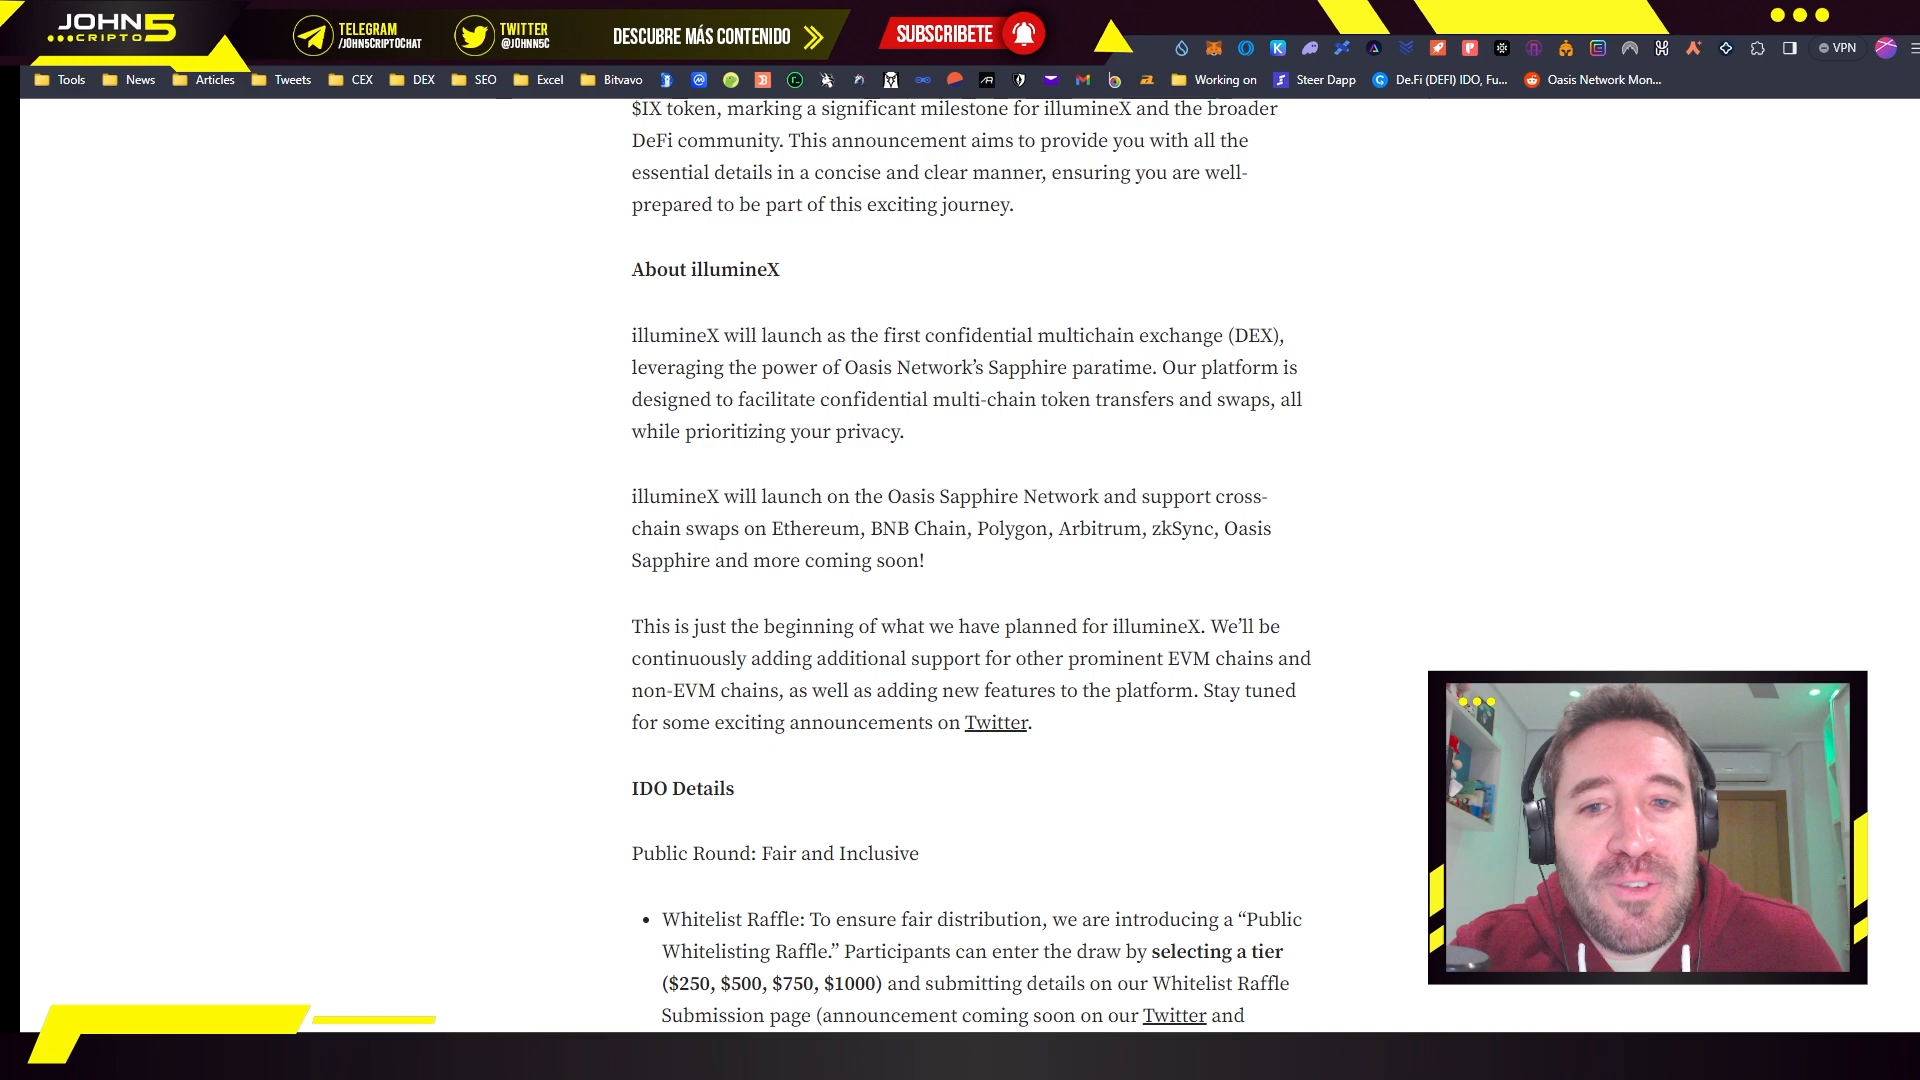 JOHN 5
CRIPTO
TELEGRAM
/JOHN5CRIPTOCHAT
TWITTER
@J0HNN5C
DESCUBRE MÁS CONTENIDO
SUBSCRIBETE
VPN
Tools
News
Articles
Tweets
CEX
DEX
SEO
Excel
Bitvavo
Working on
Steer Dapp
De.Fi (DEFI) IDO, Fu...
Oasis Network Mon...
$IX token, marking a significant milestone for illumineX and the broader
DeFi community. This announcement aims to provide you with all the
essential details in a concise and clear manner, ensuring you are well-
prepared to be part of this exciting journey.
About illumineX
illumineX will launch as the first confidential multichain exchange (DEX),
leveraging the power of Oasis Network’s Sapphire paratime. Our platform is
designed to facilitate confidential multi-chain token transfers and swaps, all
while prioritizing your privacy.
illumineX will launch on the Oasis Sapphire Network and support cross-
chain swaps on Ethereum, BNB Chain, Polygon, Arbitrum, zkSync, Oasis
Sapphire and more coming soon!
This is just the beginning of what we have planned for illumineX. We’ll be
continuously adding additional support for other prominent EVM chains and
non-EVM chains, as well as adding new features to the platform. Stay tuned
for some exciting announcements on Twitter.
IDO Details
Public Round: Fair and Inclusive
• Whitelist Raffle: To ensure fair distribution, we are introducing a “Public
Whitelisting Raffle.” Participants can enter the draw by selecting a tier
($250, $500, $750, $1000) and submitting details on our Whitelist Raffle
Submission page (announcement coming soon on our Twitter and